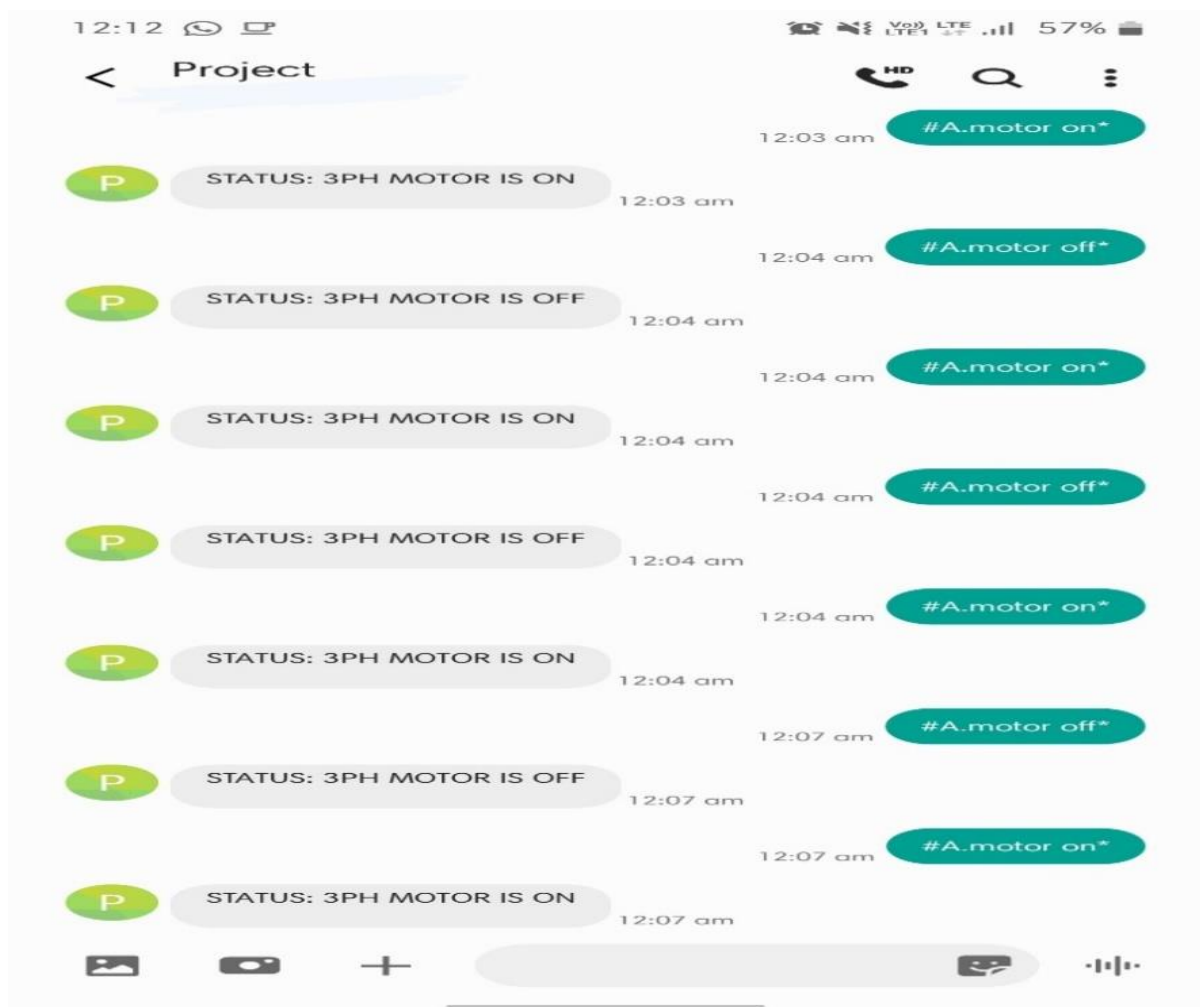 12:12 Vo)) LTE1 LTE 57%
Project HD
#A.motor on*
12:03 am
P STATUS: 3PH MOTOR IS ON
12:03 am
#A.motor off*
12:04 am
P STATUS: 3PH MOTOR IS OFF
12:04 am
#A.motor on*
12:04 am
P STATUS: 3PH MOTOR IS ON
12:04 am
#A.motor off*
12:04 am
P STATUS: 3PH MOTOR IS OFF
12:04 am
#A.motor on*
12:04 am
P STATUS: 3PH MOTOR IS ON
12:04 am
#A.motor off*
12:07 am
P STATUS: 3PH MOTOR IS OFF
12:07 am
#A.motor on*
12:07 am
P STATUS: 3PH MOTOR IS ON
12:07 am